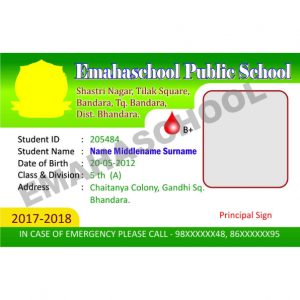 Emahaschool Public School
Shastri Nagar, Tilak Square,
Bandara, Tq. Bandara,
Dist. Bhandara.
B+
Student ID : 205484
Student Name : Name Middlename Surname
Date of Birth : 20-05-2012
Class & Division : 5 th (A)
Address : Chaitanya Colony, Gandhi Sq.
Bhandara.
2017-2018
Principal Sign
IN CASE OF EMERGENCY PLEASE CALL - 98XXXXXX48, 86XXXXXX95
EMAHASCHOOL